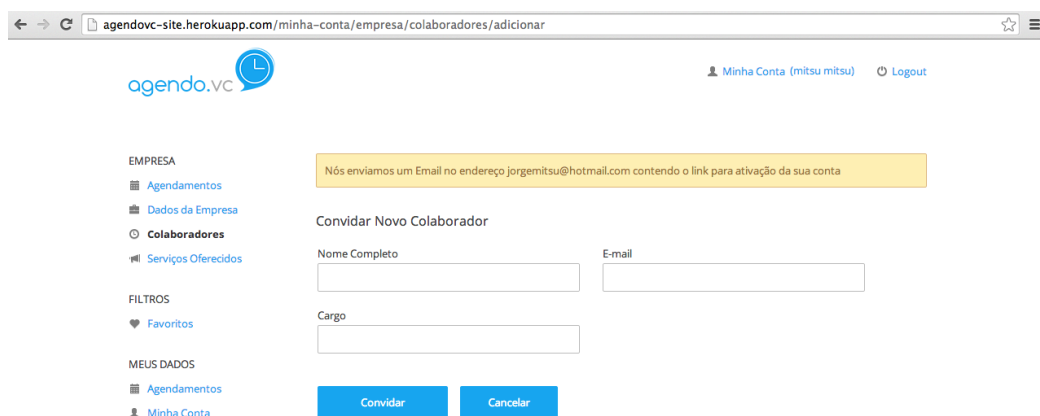 agendovc-site.herokuapp.com/minha-conta/empresa/colaboradores/adicionar
agendo.vc
Minha Conta (mitsu mitsu) Logout
EMPRESA
Agendamentos
Dados da Empresa
Colaboradores
Serviços Oferecidos
FILTROS
Favoritos
MEUS DADOS
Agendamentos
Minha Conta
Nós enviamos um Email no endereço jorgemitsu@hotmail.com contendo o link para ativação da sua conta
Convidar Novo Colaborador
Nome Completo E-mail
Cargo
Convidar Cancelar